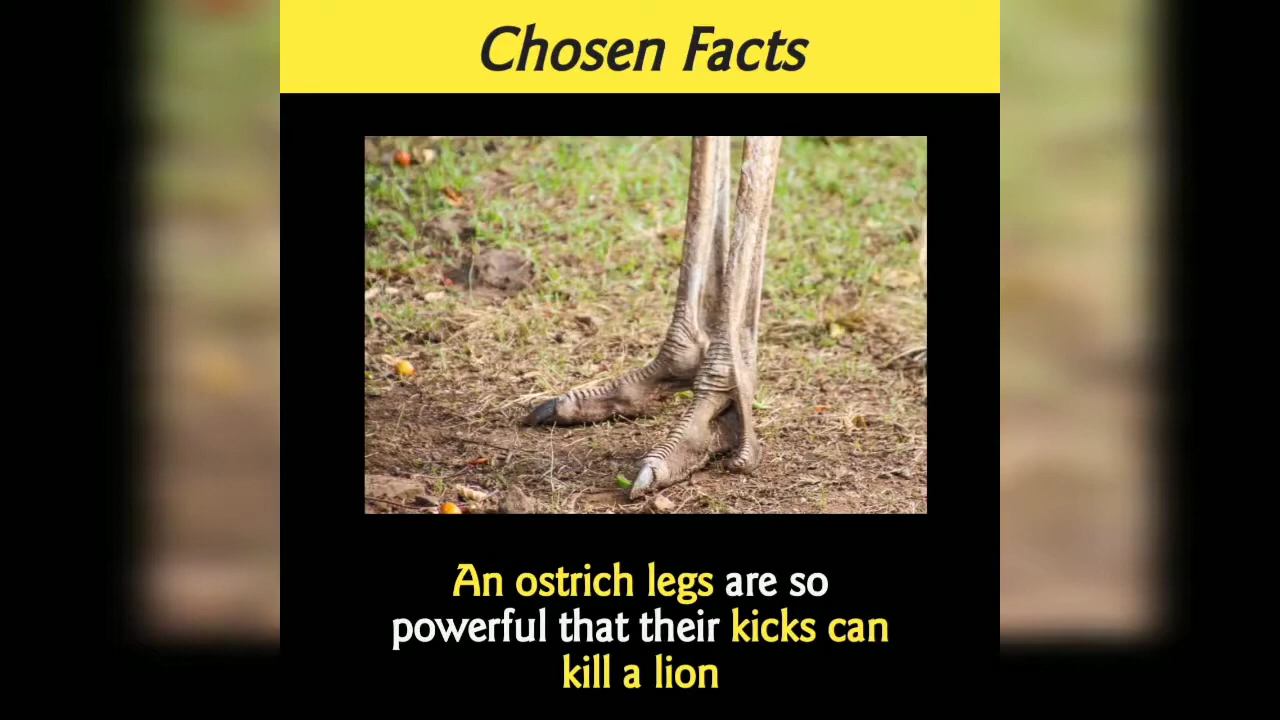 Chosen Facts
An ostrich legs are so
powerful that their kicks can
kill a lion